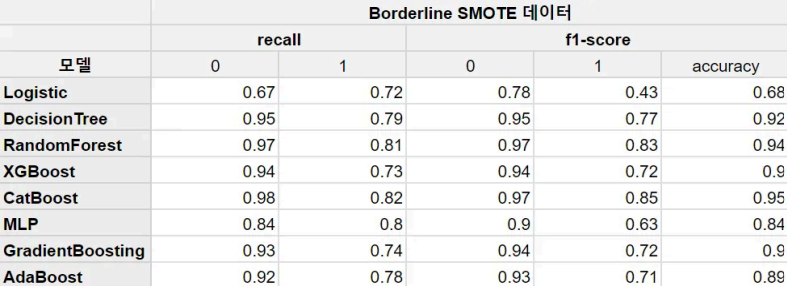 Borderline SMOTE 데이터
recall f1-score
모델 0 1 0 1 accuracy
Logistic 0.67 0.72 0.78 0.43 0.68
DecisionTree 0.95 0.79 0.95 0.77 0.92
RandomForest 0.97 0.81 0.97 0.83 0.94
XGBoost 0.94 0.73 0.94 0.72 0.9
CatBoost 0.98 0.82 0.97 0.85 0.95
MLP 0.84 0.8 0.9 0.63 0.84
GradientBoosting 0.93 0.74 0.94 0.72 0.9
AdaBoost 0.92 0.78 0.93 0.71 0.89